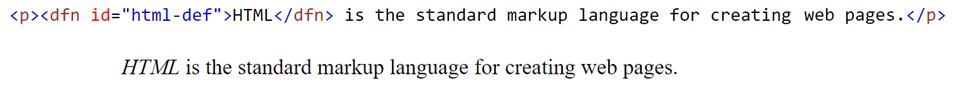 <p><dfn id="html-def">HTML</dfn> is the standard markup language for creating web pages.</p>
HTML is the standard markup language for creating web pages.